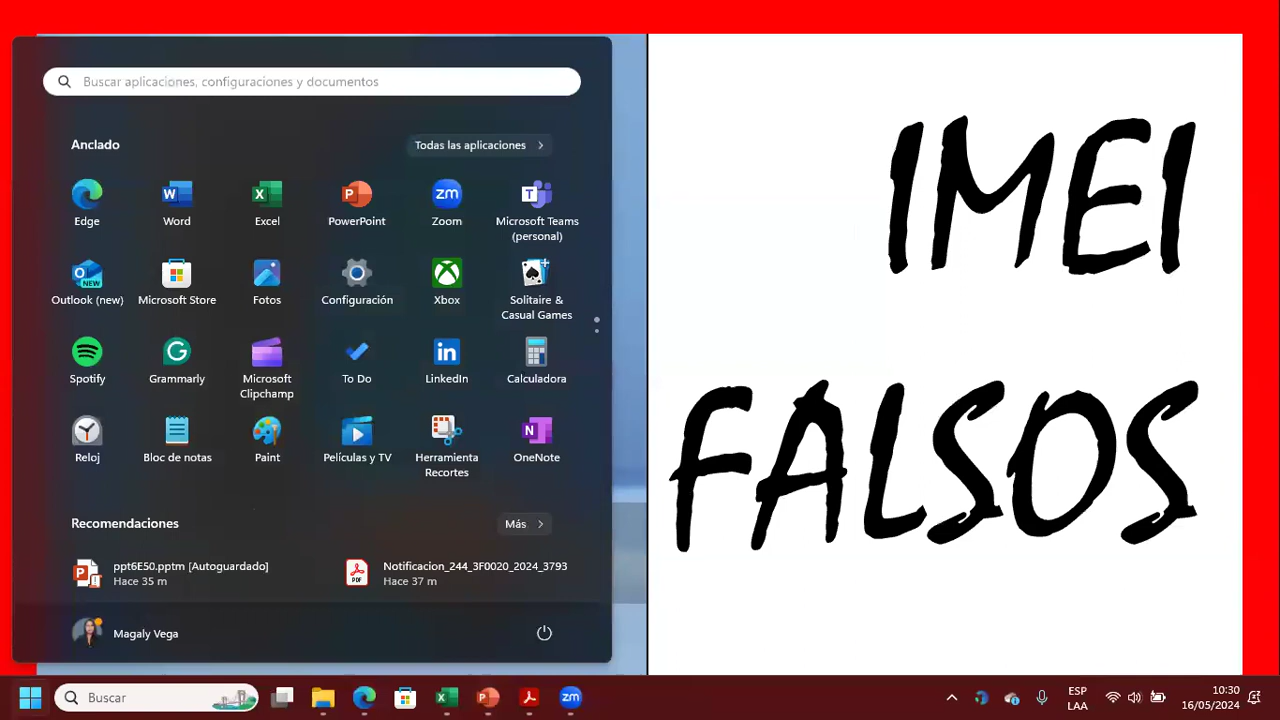 Buscar aplicaciones, configuraciones y documentos
Anclado
Todas las aplicaciones
Edge
Word
Excel
PowerPoint
Zoom
Microsoft Teams
(personal)
Outlook (new)
Microsoft Store
Fotos
Configuración
Xbox
Solitaire &
Casual Games
Spotify
Grammarly
Microsoft
Clipchamp
To Do
LinkedIn
Calculadora
Reloj
Bloc de notas
Paint
Películas y TV
Herramienta
Recortes
OneNote
Recomendaciones
Más
ppt6E50.pptm [Autoguardado]
Hace 35 m
Notificacion_244_3F0020_2024_3793
Hace 37 m
Magaly Vega
IMEI
FALSOS
Buscar
ESP
LAA
10:30
16/05/2024